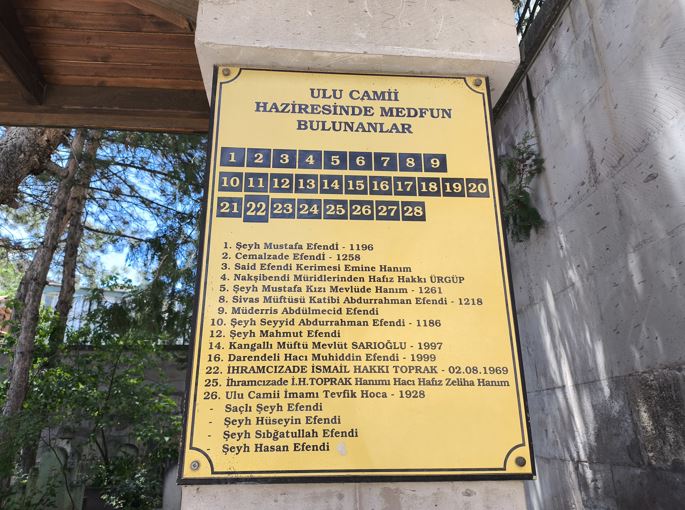 ULU CAMİİ
HAZİRESİNDE MEDFUN
BULUNANLAR
1 2 3 4 5 6 7 8 9
10 11 12 13 14 15 16 17 18 19 20
21 22 23 24 25 26 27 28
1. Şeyh Mustafa Efendi - 1196
2. Cemalzade Efendi - 1258
3. Said Efendi Kerimesi Emine Hanım
4. Nakşibendi Müridlerinden Hafız Hakkı ÜRGÜP
5. Şeyh Mustafa Kızı Mevlüde Hanım - 1261
8. Sivas Müftüsü Katibi Abdurrahman Efendi - 1218
9. Müderris Abdülmecid Efendi
10. Şeyh Seyyid Abdurrahman Efendi - 1186
12. Şeyh Mahmut Efendi
14. Kangallı Müftü Mevlüt SARIOĞLU - 1997
16. Darendeli Hacı Muhiddin Efendi - 1999
22. İHRAMCIZADE İSMAİL HAKKI TOPRAK - 02.08.1969
25. İhramcızade İ.H.TOPRAK Hanımı Hacı Hafız Zeliha Hanım
26. Ulu Camii İmamı Tevfik Hoca - 1928
- Saçlı Şeyh Efendi
- Şeyh Hüseyin Efendi
- Şeyh Sıbğatullah Efendi
- Şeyh Hasan Efendi